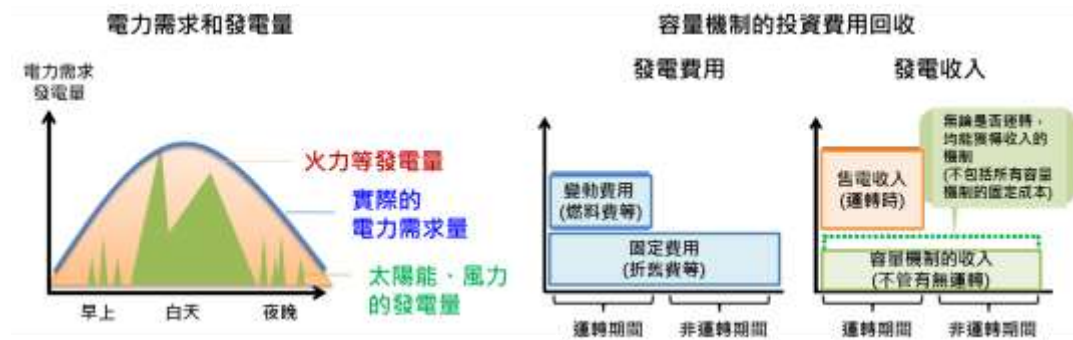 電力需求和發電量
電力需求
發電量
火力等發電量
實際的
電力需求量
太陽能、風力
的發電量
早上
白天
夜晚
容量機制的投資費用回收
發電費用
變動費用
(燃料費等)
固定費用
(折舊費等)
運轉期間
非運轉期間
發電收入
無論是否運轉，
均能獲得收入的
機制
(不包括所有容量
機制的固定成本)
售電收入
(運轉時)
容量機制的收入
(不管有無運轉)
運轉期間
非運轉期間